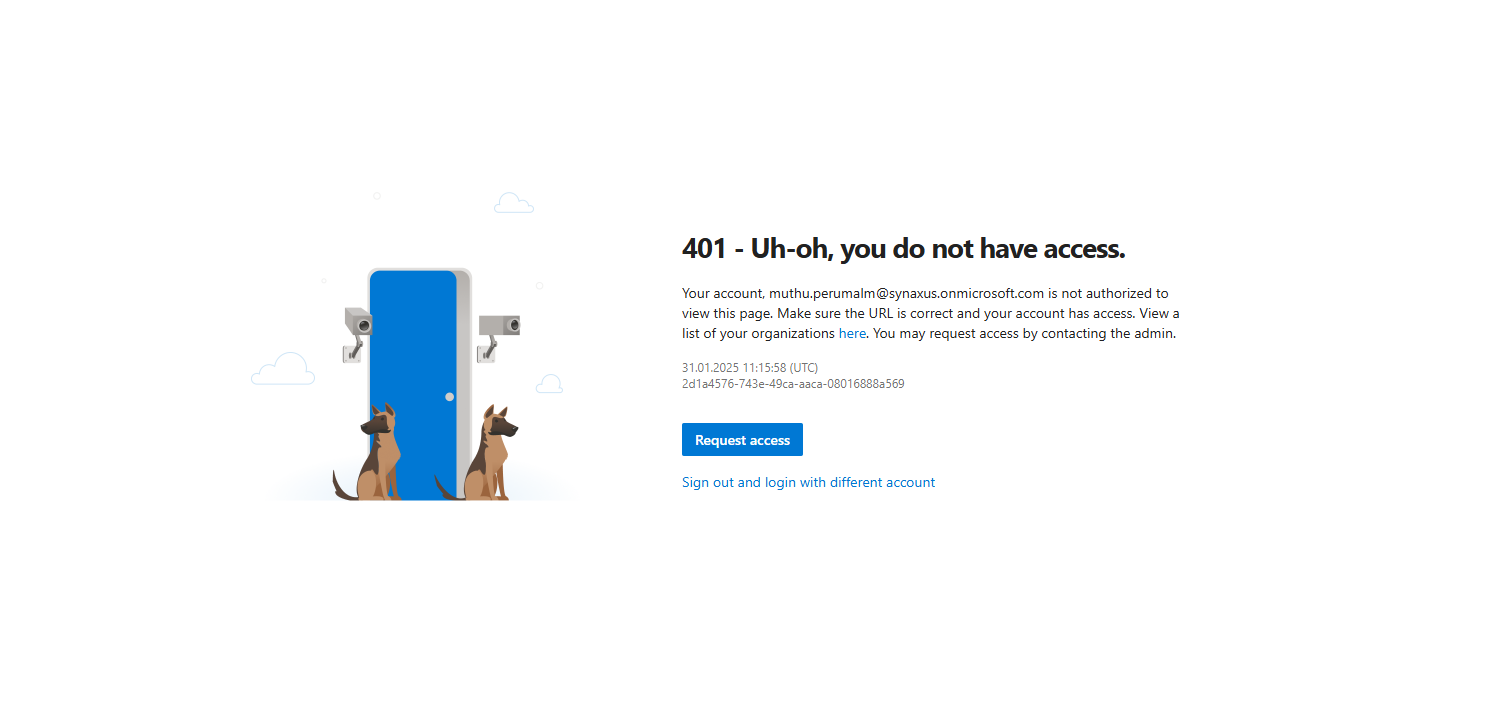 401 - Uh-oh, you do not have access.
Your account, muthu.perumalm@synaxus.onmicrosoft.com is not authorized to
view this page. Make sure the URL is correct and your account has access. View a
list of your organizations here. You may request access by contacting the admin.
31.01.2025 11:15:58 (UTC)
2d1a4576-743e-49ca-aaca-08016888a569
Request access
Sign out and login with different account